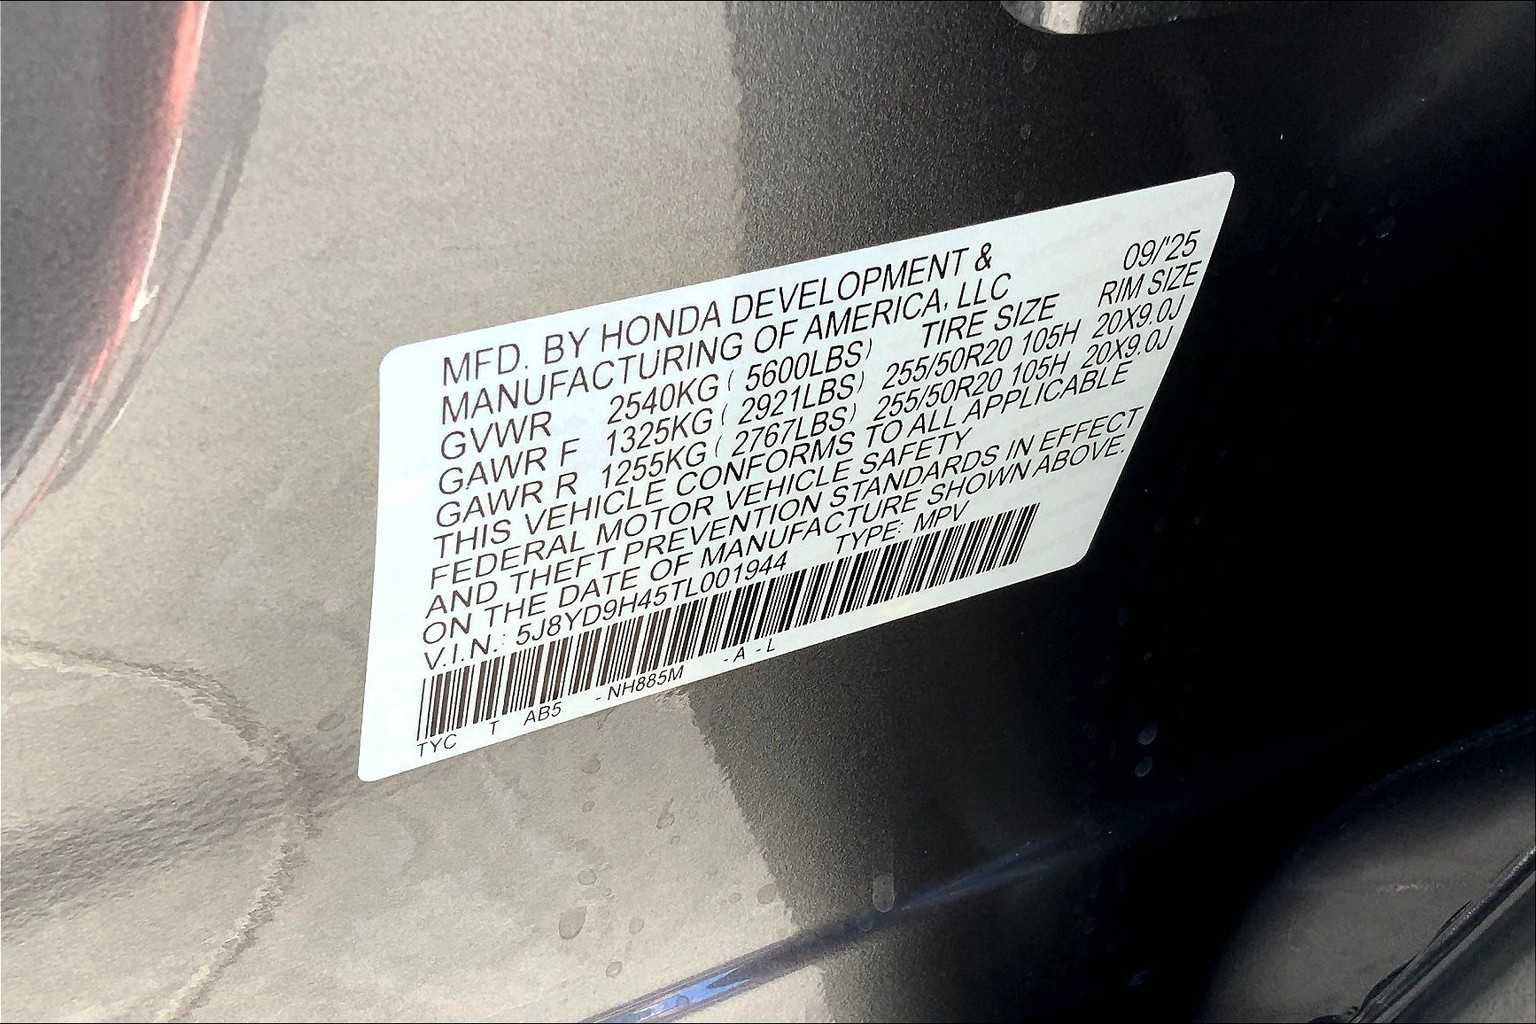 MFD. BY HONDA DEVELOPMENT &
MANUFACTURING OF AMERICA, LLC 09/'25
GVWR 2540KG ( 5600LBS) TIRE SIZE RIM SIZE
GAWR F 1325KG ( 2921LBS) 255/50R20 105H 20X9.0J
GAWR R 1255KG ( 2767LBS) 255/50R20 105H 20X9.0J
THIS VEHICLE CONFORMS TO ALL APPLICABLE
FEDERAL MOTOR VEHICLE SAFETY
AND THEFT PREVENTION STANDARDS IN EFFECT
ON THE DATE OF MANUFACTURE SHOWN ABOVE.
V.I.N.: 5J8YD9H45TL001944 TYPE: MPV
TYC T AB5 -NH885M -A -L